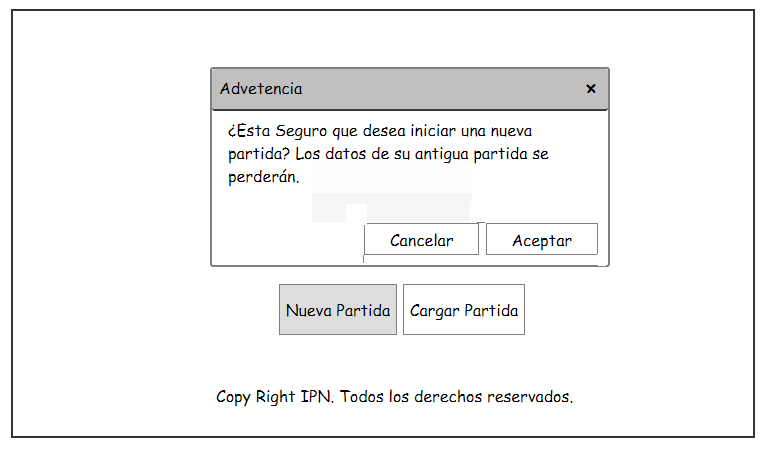 Advetencia ×
¿Esta Seguro que desea iniciar una nueva
partida? Los datos de su antigua partida se
perderán.
Cancelar Aceptar
Nueva Partida Cargar Partida
Copy Right IPN. Todos los derechos reservados.